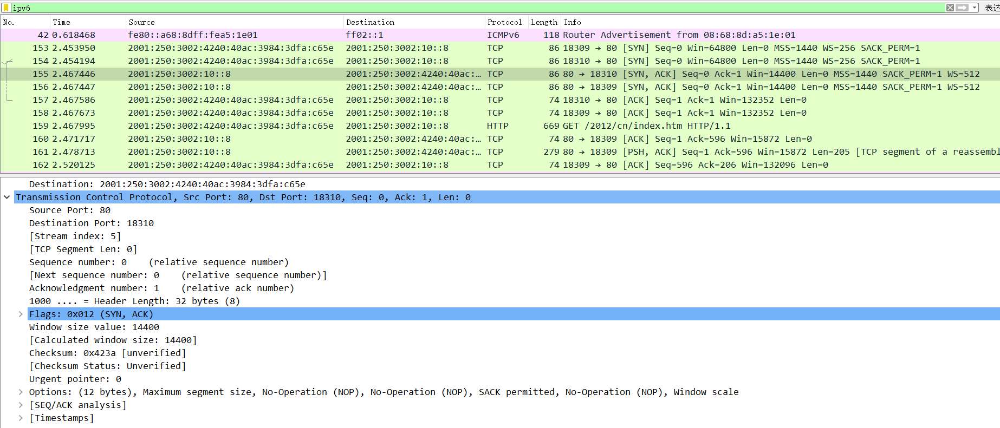 ipv6 表达
No. Time Source Destination Protocol Length Info
42 0.618468 fe80::a68:8dff:fea5:1e01 ff02::1 ICMPv6 118 Router Advertisement from 08:68:8d:a5:1e:01
153 2.453950 2001:250:3002:4240:40ac:3984:3dfa:c65e 2001:250:3002:10::8 TCP 86 18309 → 80 [SYN] Seq=0 Win=64800 Len=0 MSS=1440 WS=256 SACK_PERM=1
154 2.454194 2001:250:3002:4240:40ac:3984:3dfa:c65e 2001:250:3002:10::8 TCP 86 18310 → 80 [SYN] Seq=0 Win=64800 Len=0 MSS=1440 WS=256 SACK_PERM=1
155 2.467446 2001:250:3002:10::8 2001:250:3002:4240:40ac:… TCP 86 80 → 18310 [SYN, ACK] Seq=0 Ack=1 Win=14400 Len=0 MSS=1440 SACK_PERM=1 WS=512
156 2.467447 2001:250:3002:10::8 2001:250:3002:4240:40ac:… TCP 86 80 → 18309 [SYN, ACK] Seq=0 Ack=1 Win=14400 Len=0 MSS=1440 SACK_PERM=1 WS=512
157 2.467586 2001:250:3002:4240:40ac:3984:3dfa:c65e 2001:250:3002:10::8 TCP 74 18310 → 80 [ACK] Seq=1 Ack=1 Win=132352 Len=0
158 2.467673 2001:250:3002:4240:40ac:3984:3dfa:c65e 2001:250:3002:10::8 TCP 74 18309 → 80 [ACK] Seq=1 Ack=1 Win=132352 Len=0
159 2.467995 2001:250:3002:4240:40ac:3984:3dfa:c65e 2001:250:3002:10::8 HTTP 669 GET /2012/cn/index.htm HTTP/1.1
160 2.471717 2001:250:3002:10::8 2001:250:3002:4240:40ac:… TCP 74 80 → 18309 [ACK] Seq=1 Ack=596 Win=15872 Len=0
161 2.478713 2001:250:3002:10::8 2001:250:3002:4240:40ac:… TCP 279 80 → 18309 [PSH, ACK] Seq=1 Ack=596 Win=15872 Len=205 [TCP segment of a reassembl
162 2.520125 2001:250:3002:4240:40ac:3984:3dfa:c65e 2001:250:3002:10::8 TCP 74 18309 → 80 [ACK] Seq=596 Ack=206 Win=132096 Len=0
Destination: 2001:250:3002:4240:40ac:3984:3dfa:c65e
Transmission Control Protocol, Src Port: 80, Dst Port: 18310, Seq: 0, Ack: 1, Len: 0
Source Port: 80
Destination Port: 18310
[Stream index: 5]
[TCP Segment Len: 0]
Sequence number: 0 (relative sequence number)
[Next sequence number: 0 (relative sequence number)]
Acknowledgment number: 1 (relative ack number)
1000 .... = Header Length: 32 bytes (8)
Flags: 0x012 (SYN, ACK)
Window size value: 14400
[Calculated window size: 14400]
Checksum: 0x423a [unverified]
[Checksum Status: Unverified]
Urgent pointer: 0
Options: (12 bytes), Maximum segment size, No-Operation (NOP), No-Operation (NOP), SACK permitted, No-Operation (NOP), Window scale
[SEQ/ACK analysis]
[Timestamps]